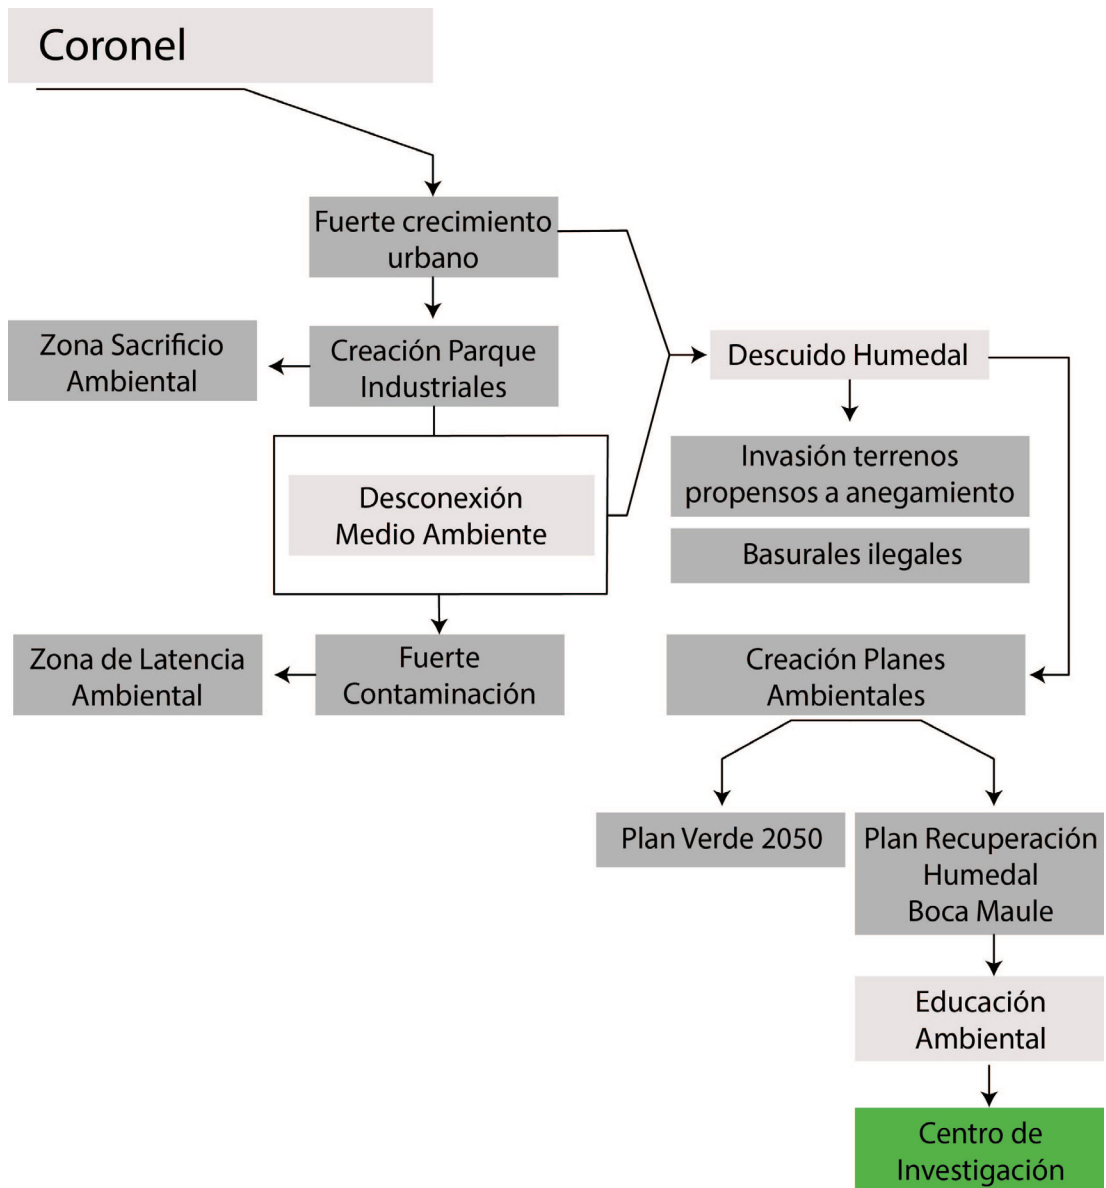 Coronel
Fuerte crecimiento
urbano
Zona Sacrificio
Ambiental
Creación Parque
Industriales
Desconexión
Medio Ambiente
Zona de Latencia
Ambiental
Fuerte
Contaminación
Descuido Humedal
Invasión terrenos
propensos a anegamiento
Basurales ilegales
Creación Planes
Ambientales
Plan Verde 2050
Plan Recuperación
Humedal
Boca Maule
Educación
Ambiental
Centro de
Investigación